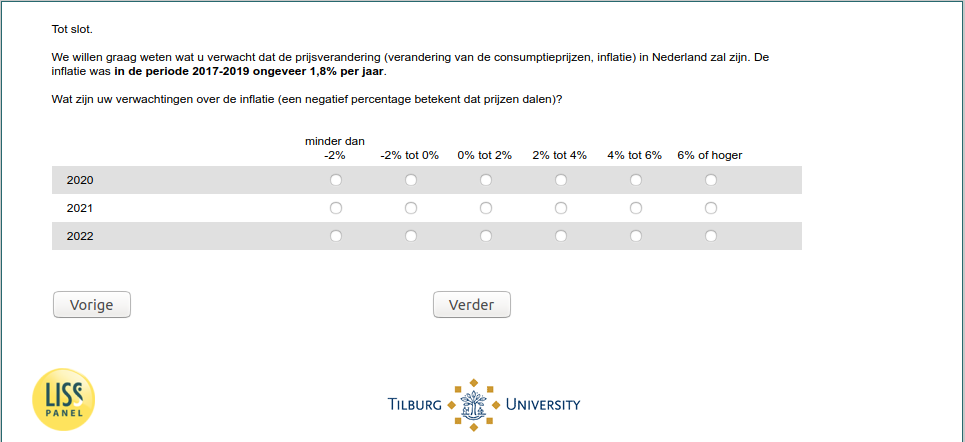 Tot slot.
We willen graag weten wat u verwacht dat de prijsverandering (verandering van de consumptieprijzen, inflatie) in Nederland zal zijn. De
inflatie was in de periode 2017-2019 ongeveer 1,8% per jaar.
Wat zijn uw verwachtingen over de inflatie (een negatief percentage betekent dat prijzen dalen)?
minder dan
-2% -2% tot 0% 0% tot 2% 2% tot 4% 4% tot 6% 6% of hoger
2020
2021
2022
Vorige Verder
LISS
PANEL
TILBURG UNIVERSITY